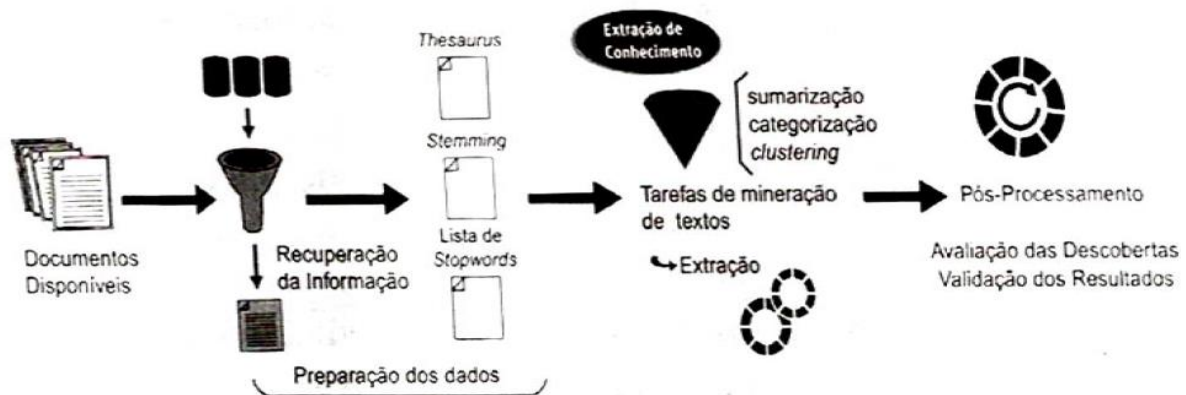 Documentos
Disponíveis
Recuperação
da Informação
Thesaurus
Stemming
Lista de
Stopwords
Preparação dos dados
Extração de
Conhecimento
sumarização
categorização
clustering
Tarefas de mineração
de textos
Extração
Pós-Processamento
Avaliação das Descobertas
Validação dos Resultados